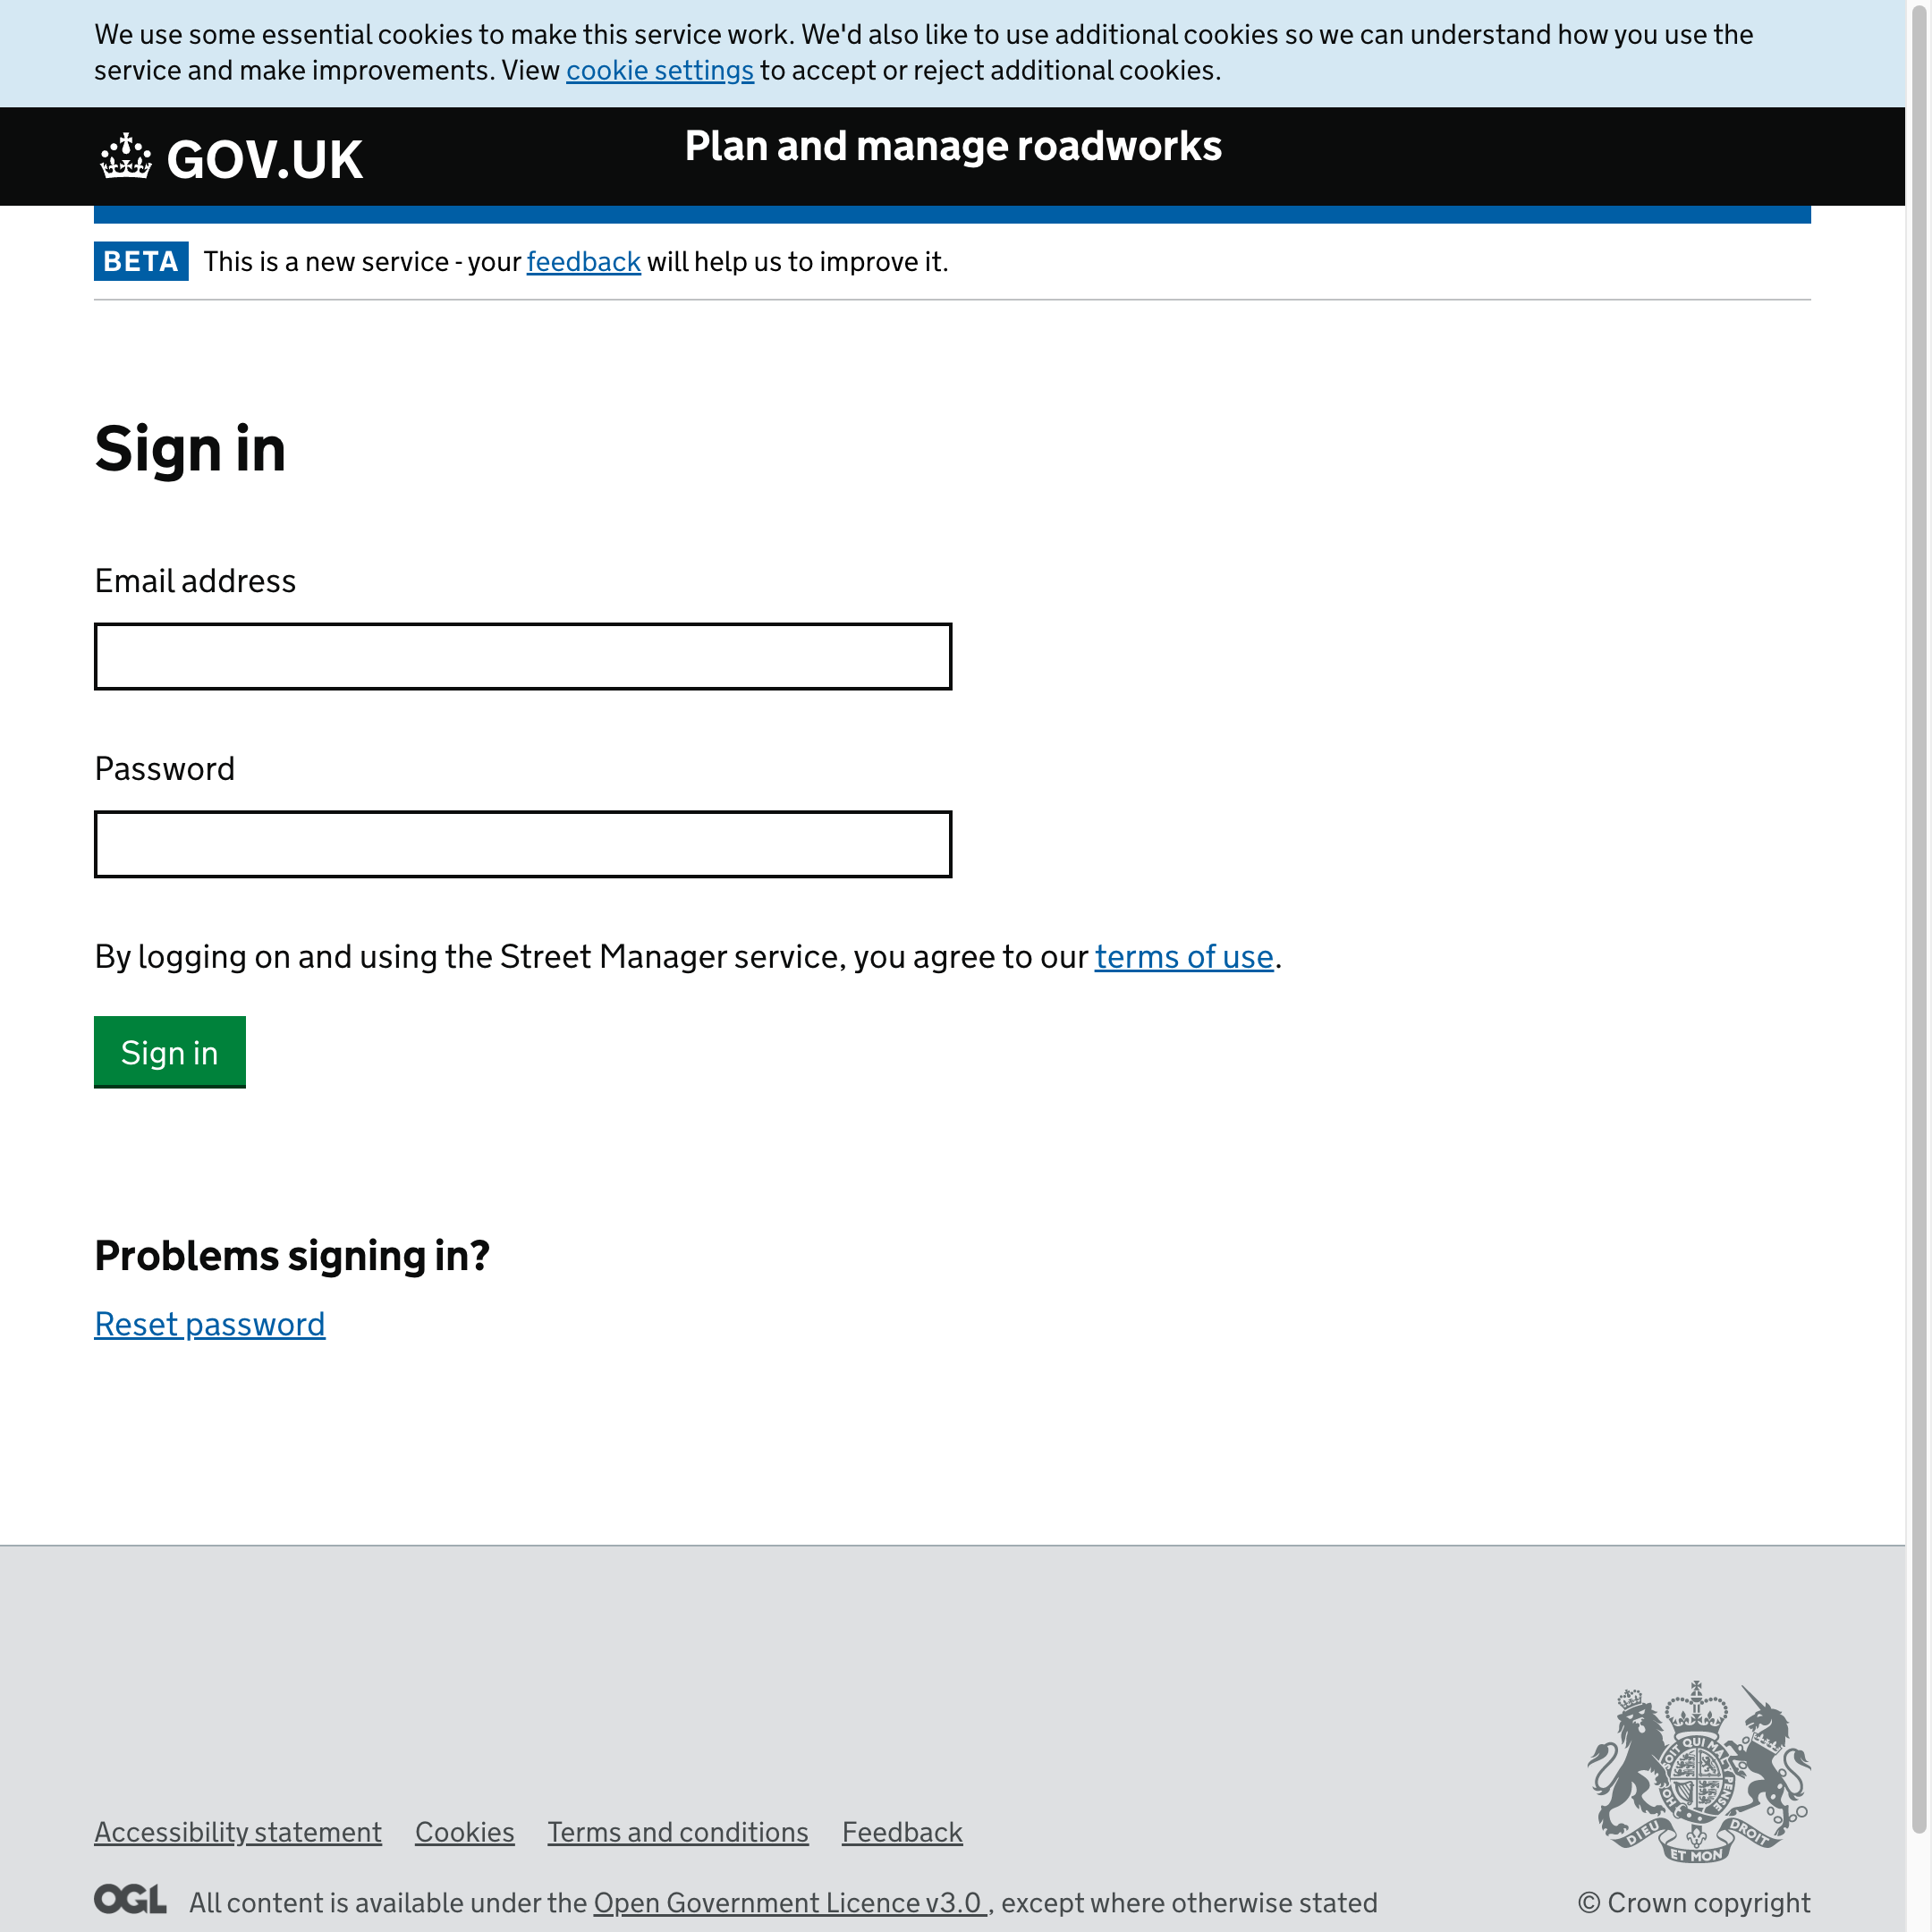 We use some essential cookies to make this service work. We'd also like to use additional cookies so we can understand how you use the
service and make improvements. View cookie settings to accept or reject additional cookies.
GOV.UK
Plan and manage roadworks
BETA This is a new service - your feedback will help us to improve it.
Sign in
Email address
Password
By logging on and using the Street Manager service, you agree to our terms of use.
Sign in
Problems signing in?
Reset password
SOIT QUI MAL PENSE
DIEU ET MON DROIT
Accessibility statement Cookies Terms and conditions Feedback
OGL All content is available under the Open Government Licence v3.0 , except where otherwise stated
© Crown copyright